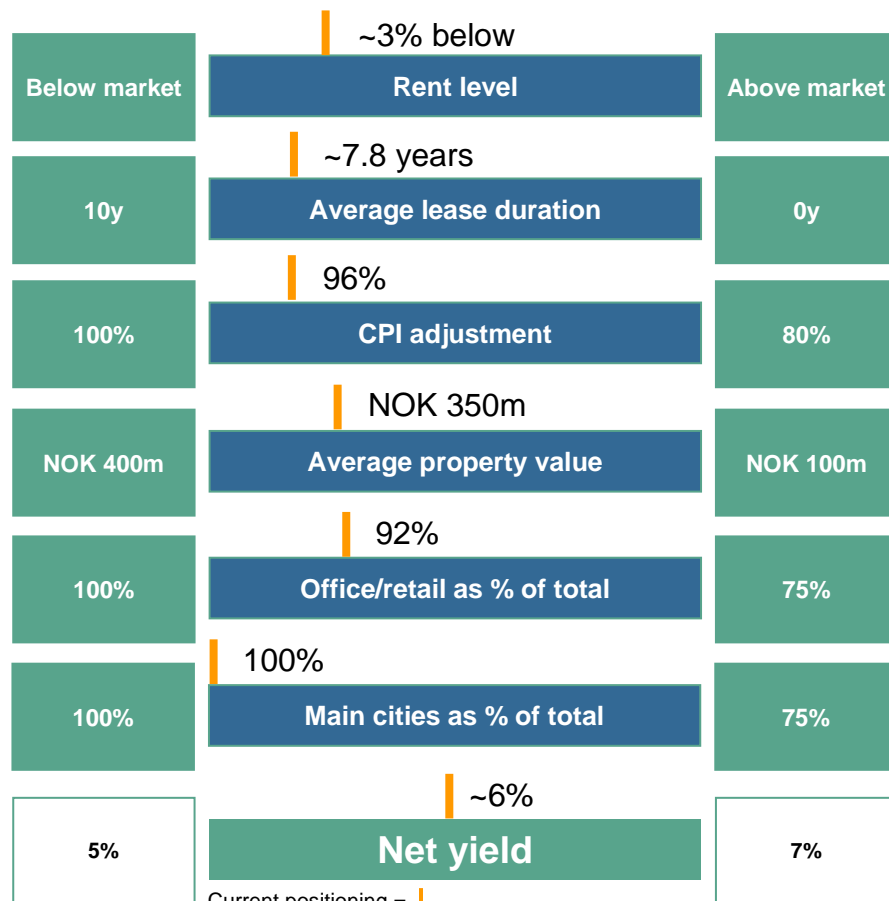 ~3% below
Below market
Rent level
Above market
~7.8 years
10y
Average lease duration
0y
96%
100%
CPI adjustment
80%
NOK 350m
NOK 400m
Average property value
NOK 100m
92%
100%
Office/retail as % of total
75%
100%
100%
Main cities as % of total
75%
~6%
5%
Net yield
7%
Current positioning =